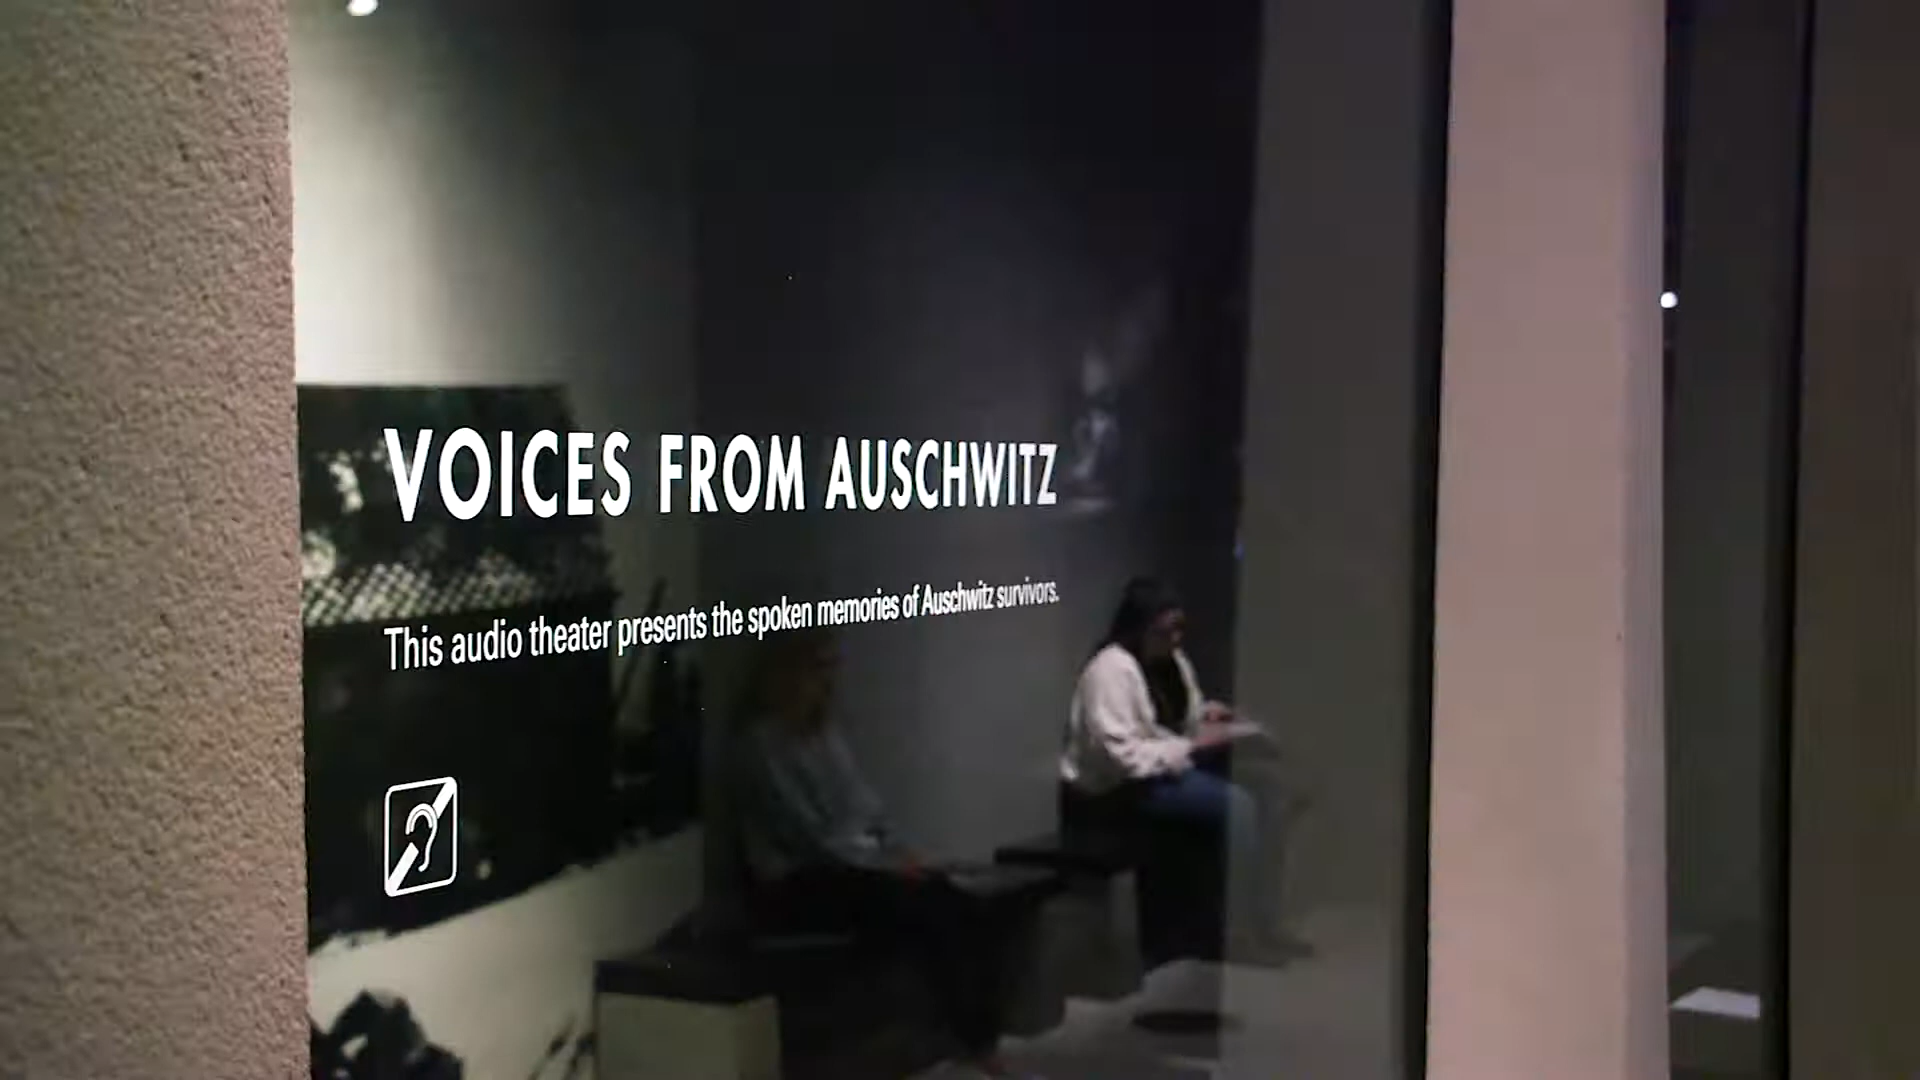 VOICES FROM AUSCHWITZ
This audio theater presents the spoken memories of Auschwitz survivors.